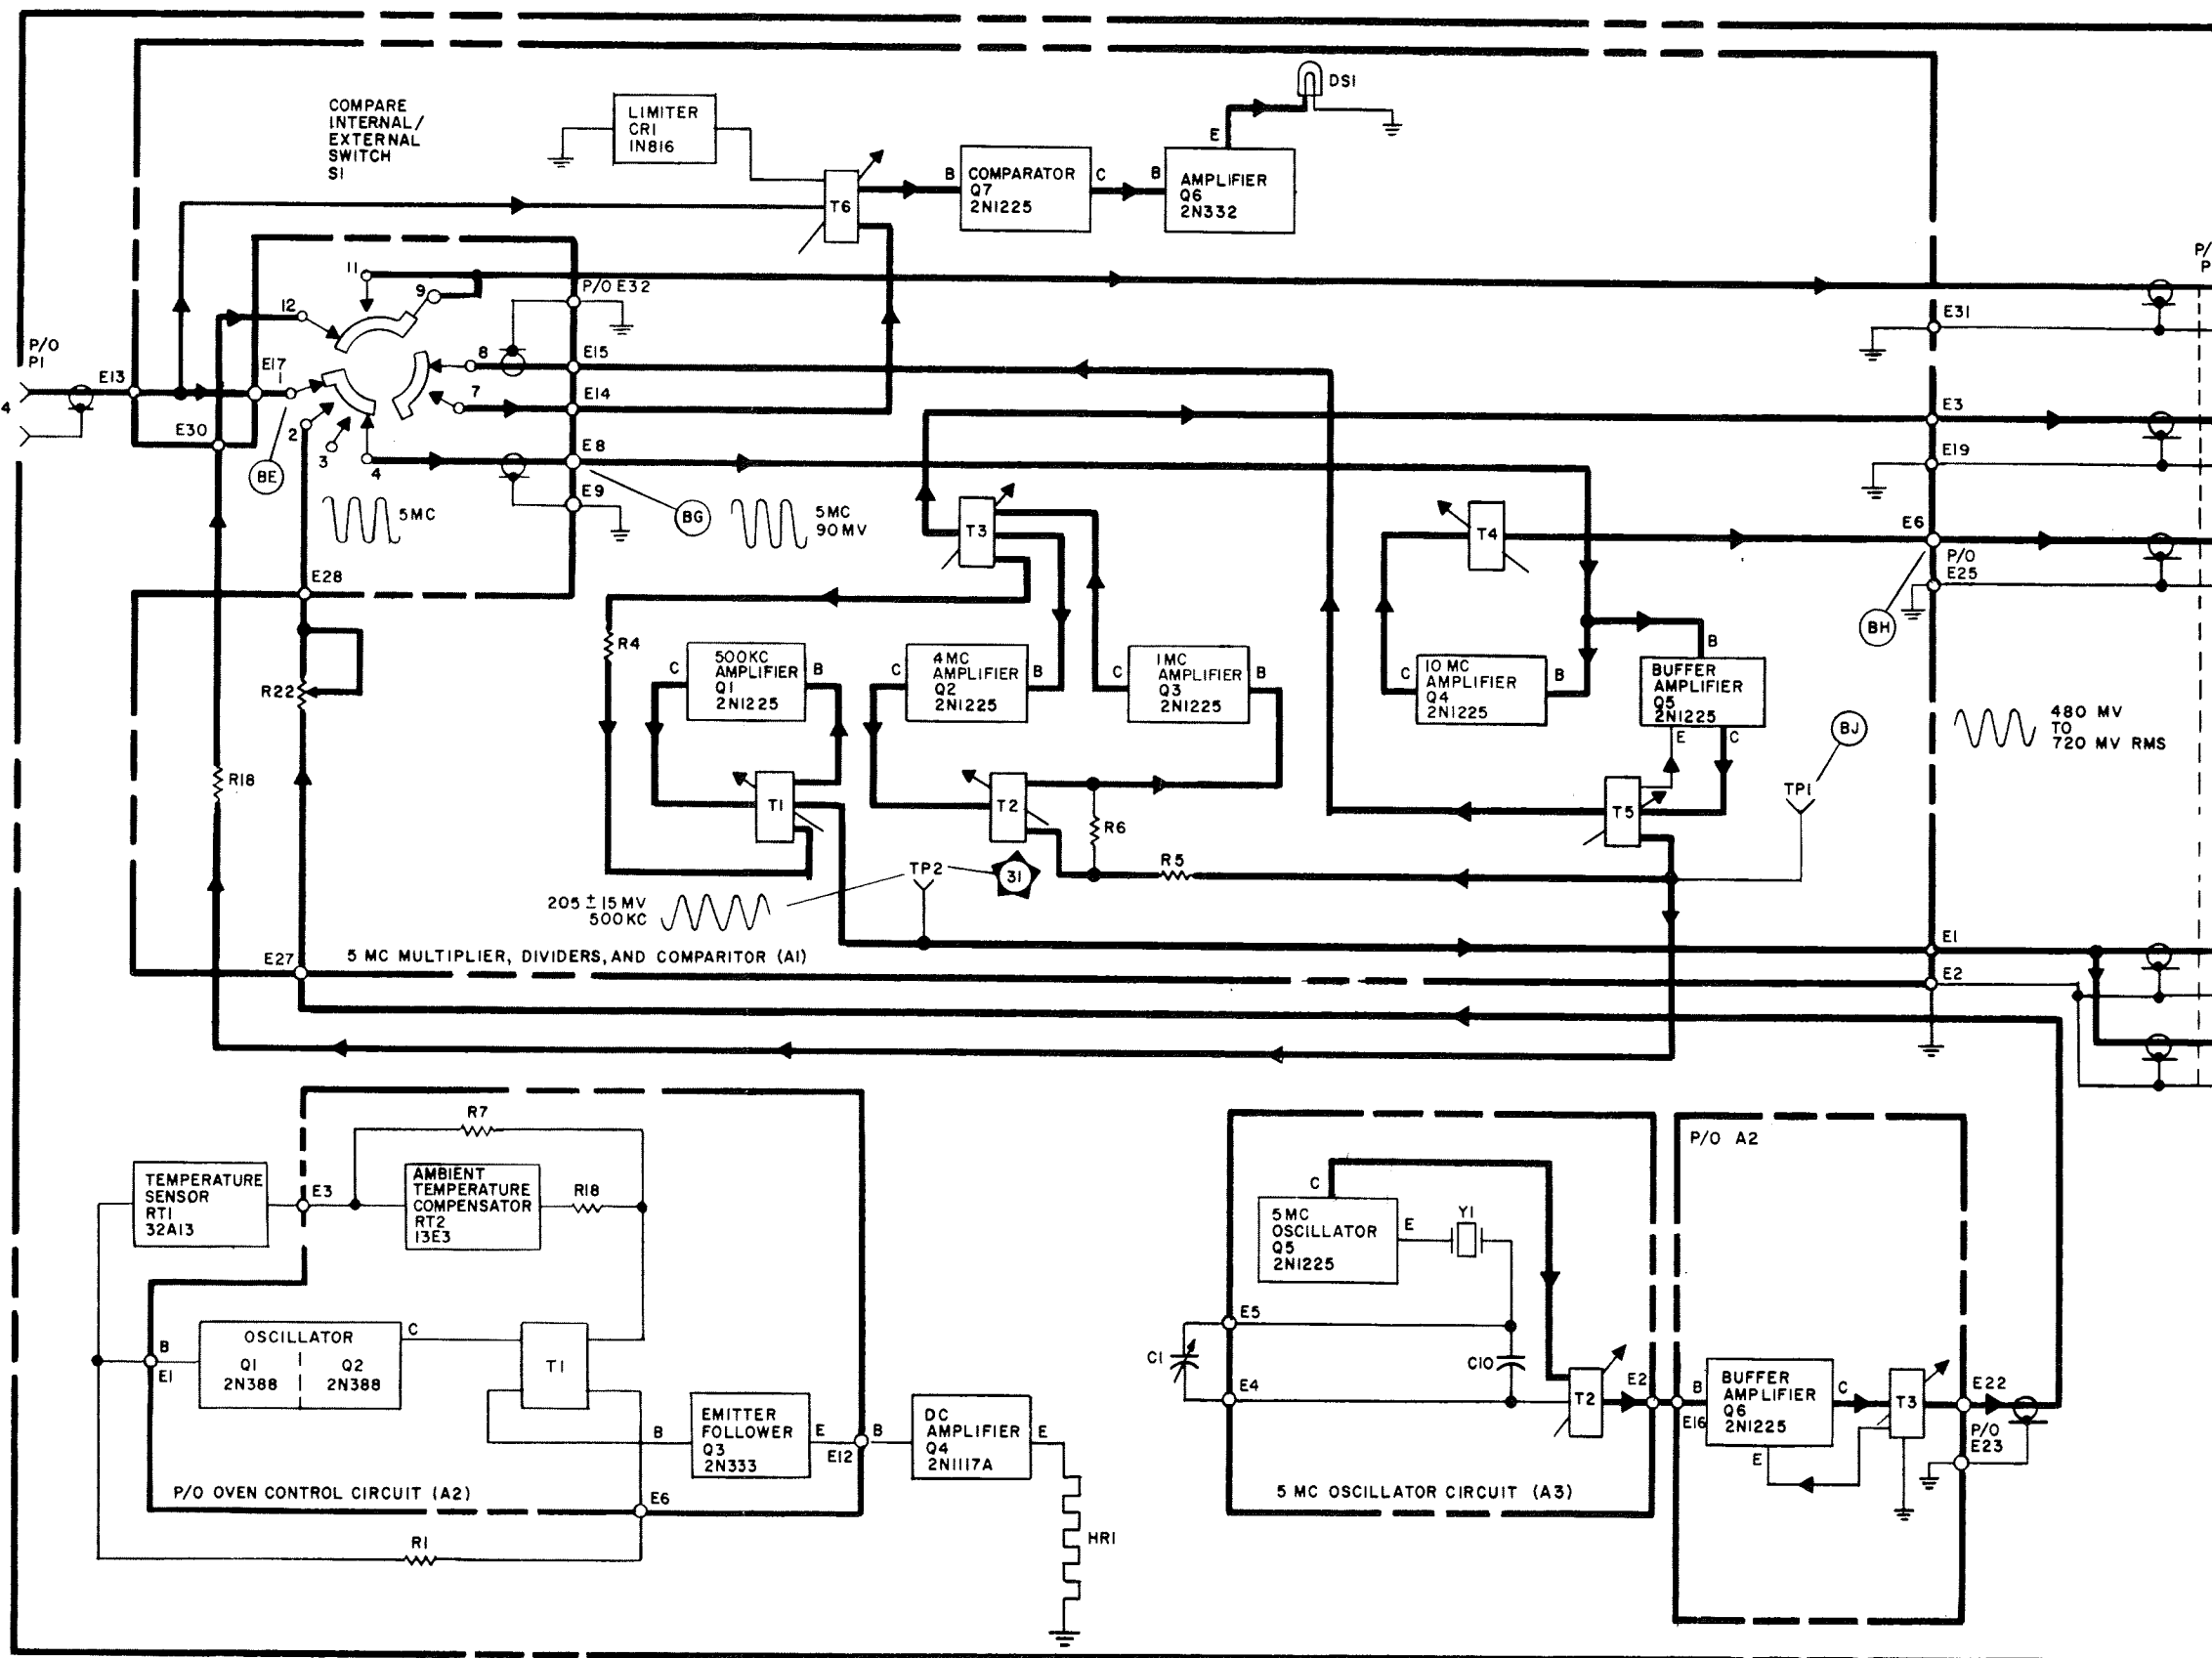 DS1
COMPARE
INTERNAL/
EXTERNAL
SWITCH
S1
LIMITER
CR1
IN816
T6
B
COMPARATOR
Q7
2N1225
C
B
E
AMPLIFIER
Q6
2N332
P/O
P1
4
E13
E17
1
E30
BE
2
3
4
5MC
12
11
9
P/O E32
8
E15
7
E14
E8
E9
BG
5MC
90MV
E31
E3
E19
E6
P/O
E25
BH
P/
P
T3
T4
E28
R22
R18
R4
C
500KC
AMPLIFIER
Q1
2N1225
B
C
4MC
AMPLIFIER
Q2
2N1225
B
C
1MC
AMPLIFIER
Q3
2N1225
B
C
10 MC
AMPLIFIER
Q4
2N1225
B
B
BUFFER
AMPLIFIER
Q5
2N1225
E
C
BJ
480 MV
TO
720 MV RMS
T1
T2
R6
R5
T5
TP1
TP2
31
205 ± 15 MV
500KC
E27
5 MC MULTIPLIER, DIVIDERS, AND COMPARITOR (A1)
E1
E2
R7
TEMPERATURE
SENSOR
RT1
32A13
E3
AMBIENT
TEMPERATURE
COMPENSATOR
RT2
13E3
R18
B
E1
OSCILLATOR
Q1
2N388
Q2
2N388
C
T1
B
EMITTER
FOLLOWER
Q3
2N333
E
E12
B
DC
AMPLIFIER
Q4
2N1117A
E
P/O OVEN CONTROL CIRCUIT (A2)
E6
R1
HR1
C
5MC
OSCILLATOR
Q5
2N1225
E
Y1
E5
C1
C10
E4
T2
E2
5 MC OSCILLATOR CIRCUIT (A3)
P/O A2
B
E16
BUFFER
AMPLIFIER
Q6
2N1225
C
E
T3
E22
P/O
E23